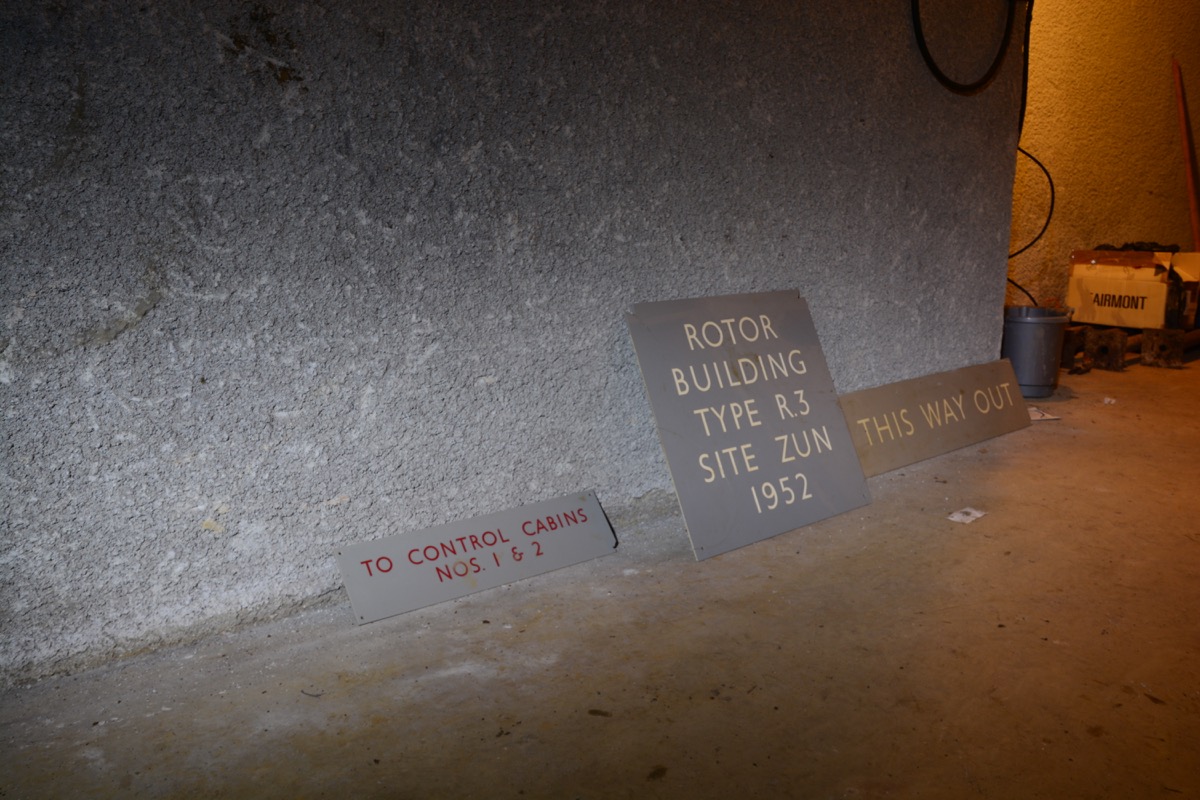 TO CONTROL CABINS
NOS. 1 & 2
ROTOR
BUILDING
TYPE R.3
SITE ZUN
1952
THIS WAY OUT
AIRMONT